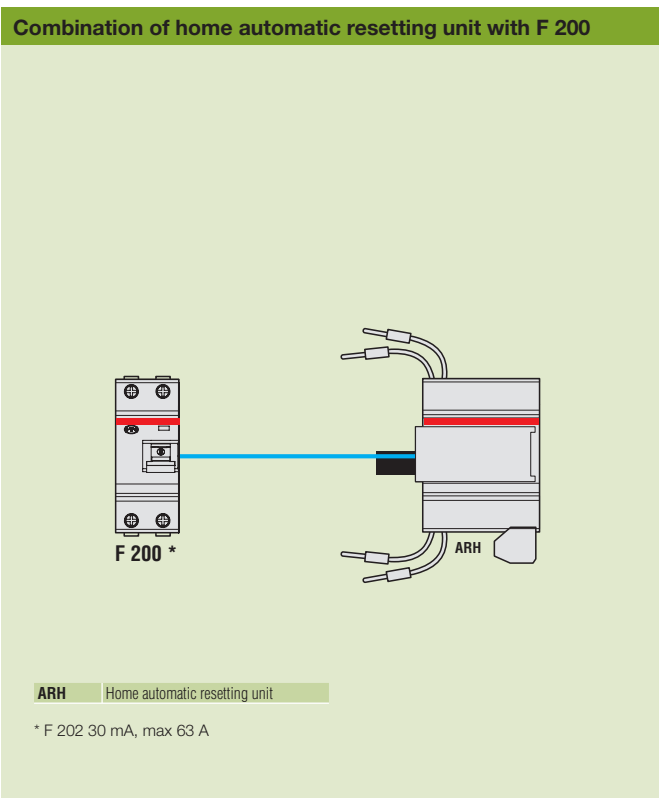 Combination of home automatic resetting unit with F 200
F 200 *
ARH
ARH Home automatic resetting unit
* F 202 30 mA, max 63 A